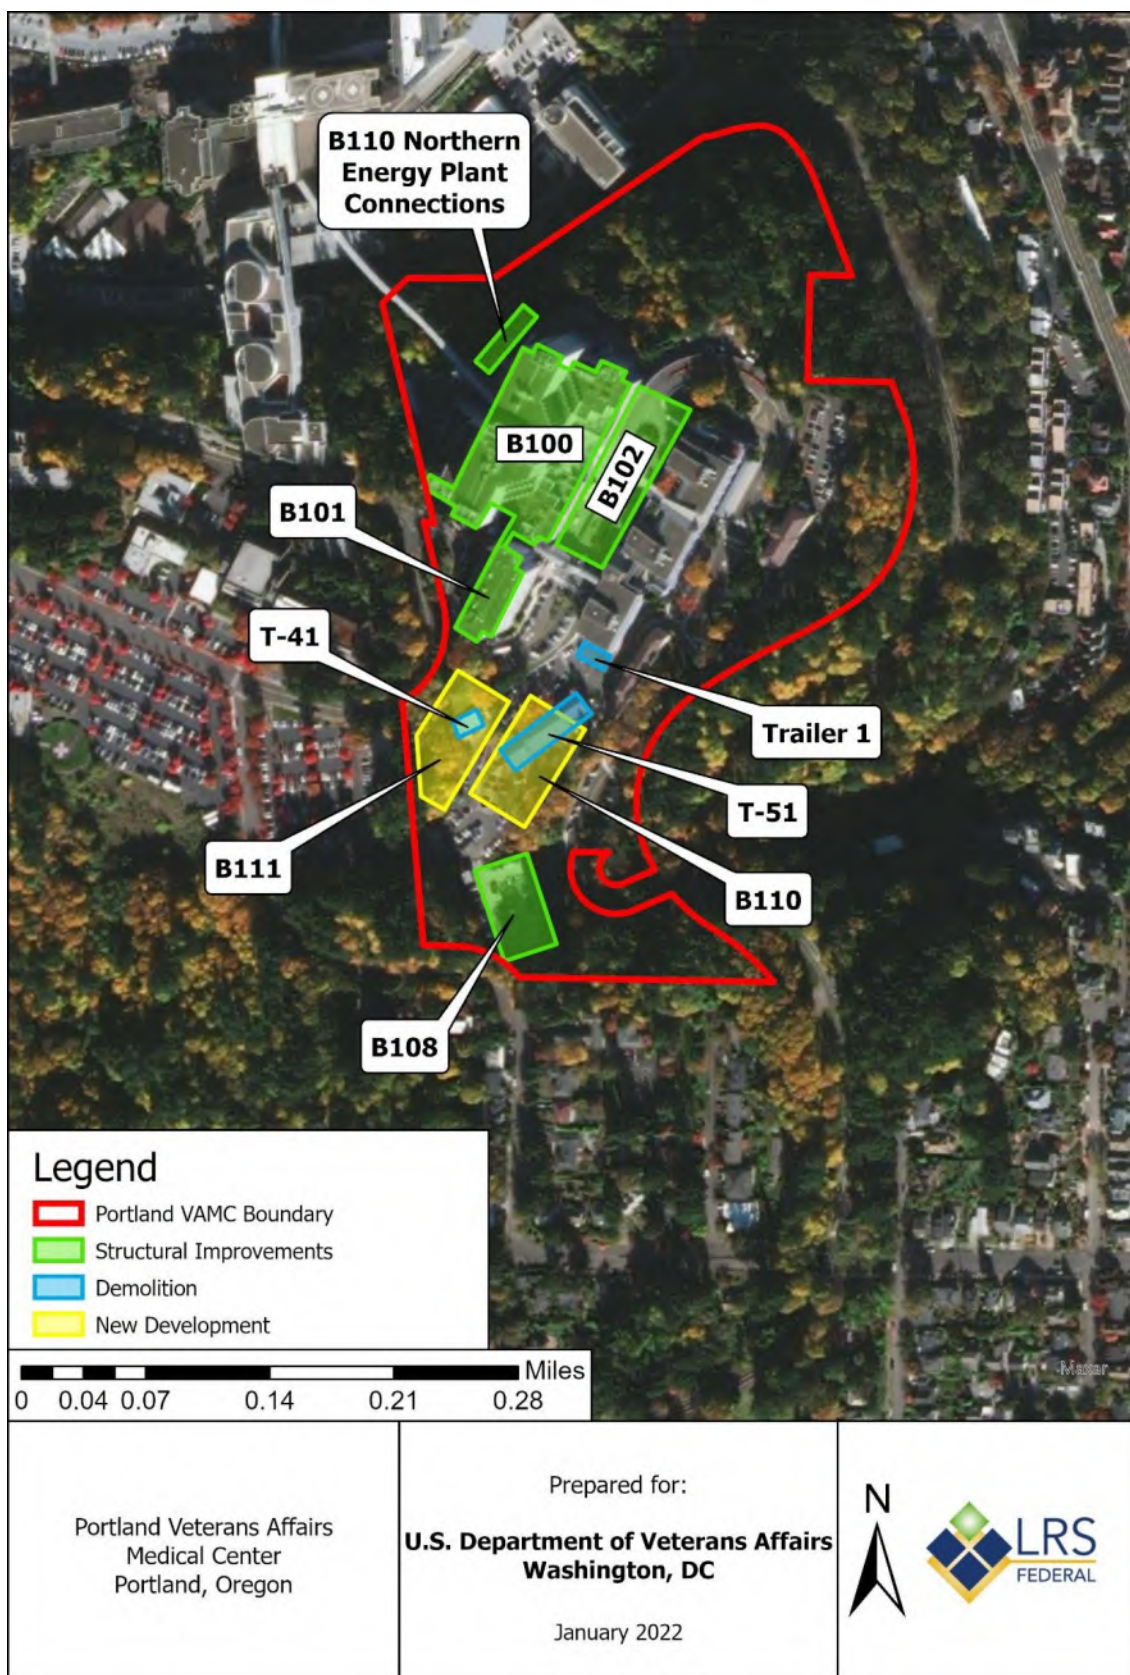 B110 Northern
Energy Plant
Connections
B100
B102
B101
T-41
Trailer 1
T-51
B111
B110
B108
Legend
Portland VAMC Boundary
Structural Improvements
Demolition
New Development
Miles
0 0.04 0.07 0.14 0.21 0.28
Maxar
Portland Veterans Affairs
Medical Center
Portland, Oregon
Prepared for:
U.S. Department of Veterans Affairs
Washington, DC
January 2022
N
LRS
FEDERAL